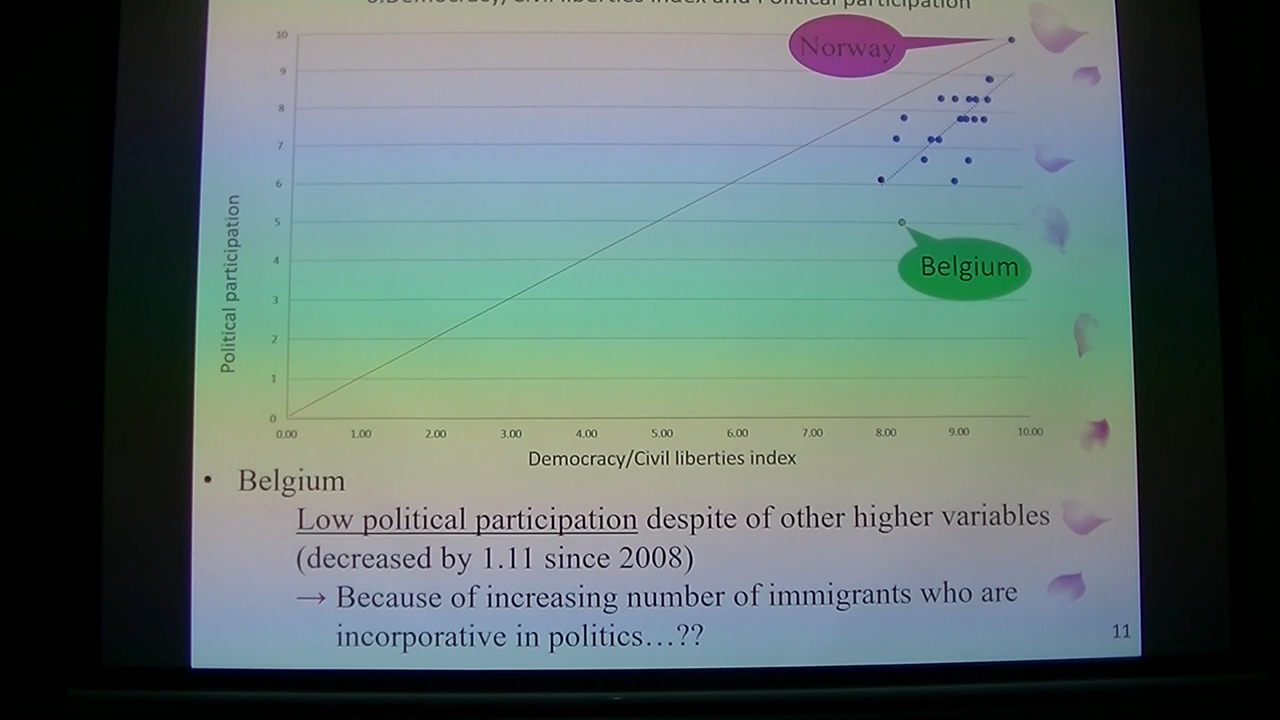 3.Democracy/Civil liberties index and Political participation
10
Norway
9
8
7
6
5
Belgium
4
3
2
1
0
Political participation
0.00 1.00 2.00 3.00 4.00 5.00 6.00 7.00 8.00 9.00 10.00
Democracy/Civil liberties index
• Belgium
Low political participation despite of other higher variables
(decreased by 1.11 since 2008)
→ Because of increasing number of immigrants who are
incorporative in politics…??
11